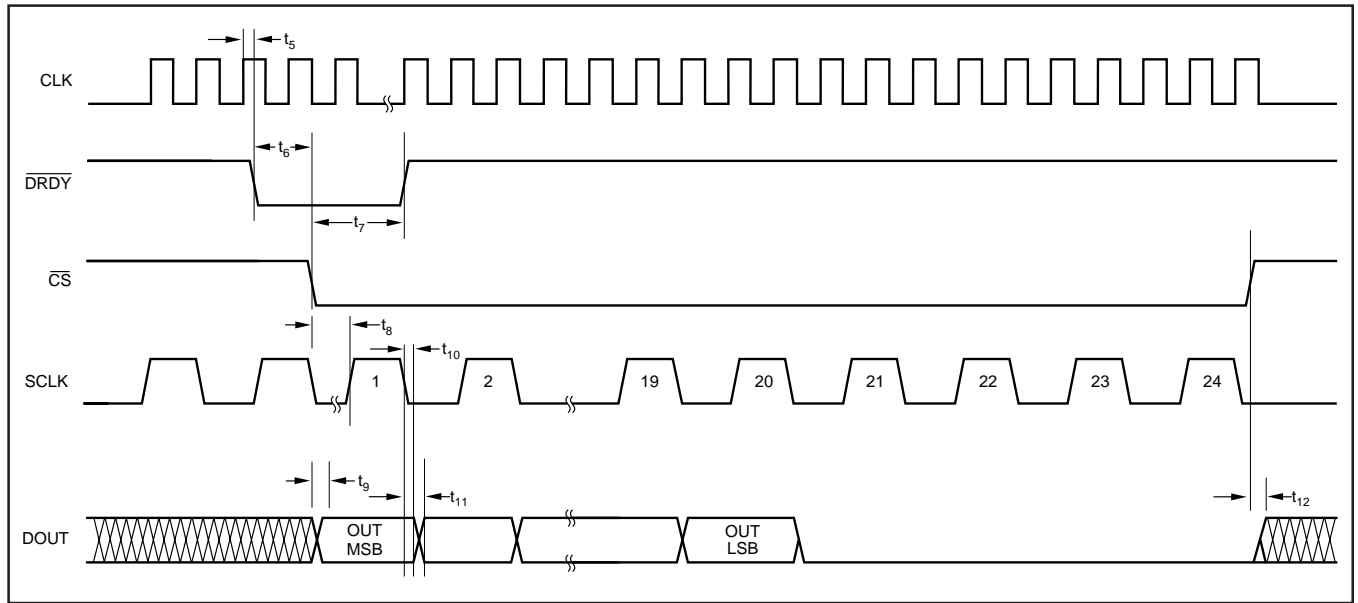 t5
CLK
t6
DRDY
t7
CS
t8
t10
SCLK 1 2 19 20 21 22 23 24
t9
t11
t12
DOUT
OUT
MSB
OUT
LSB